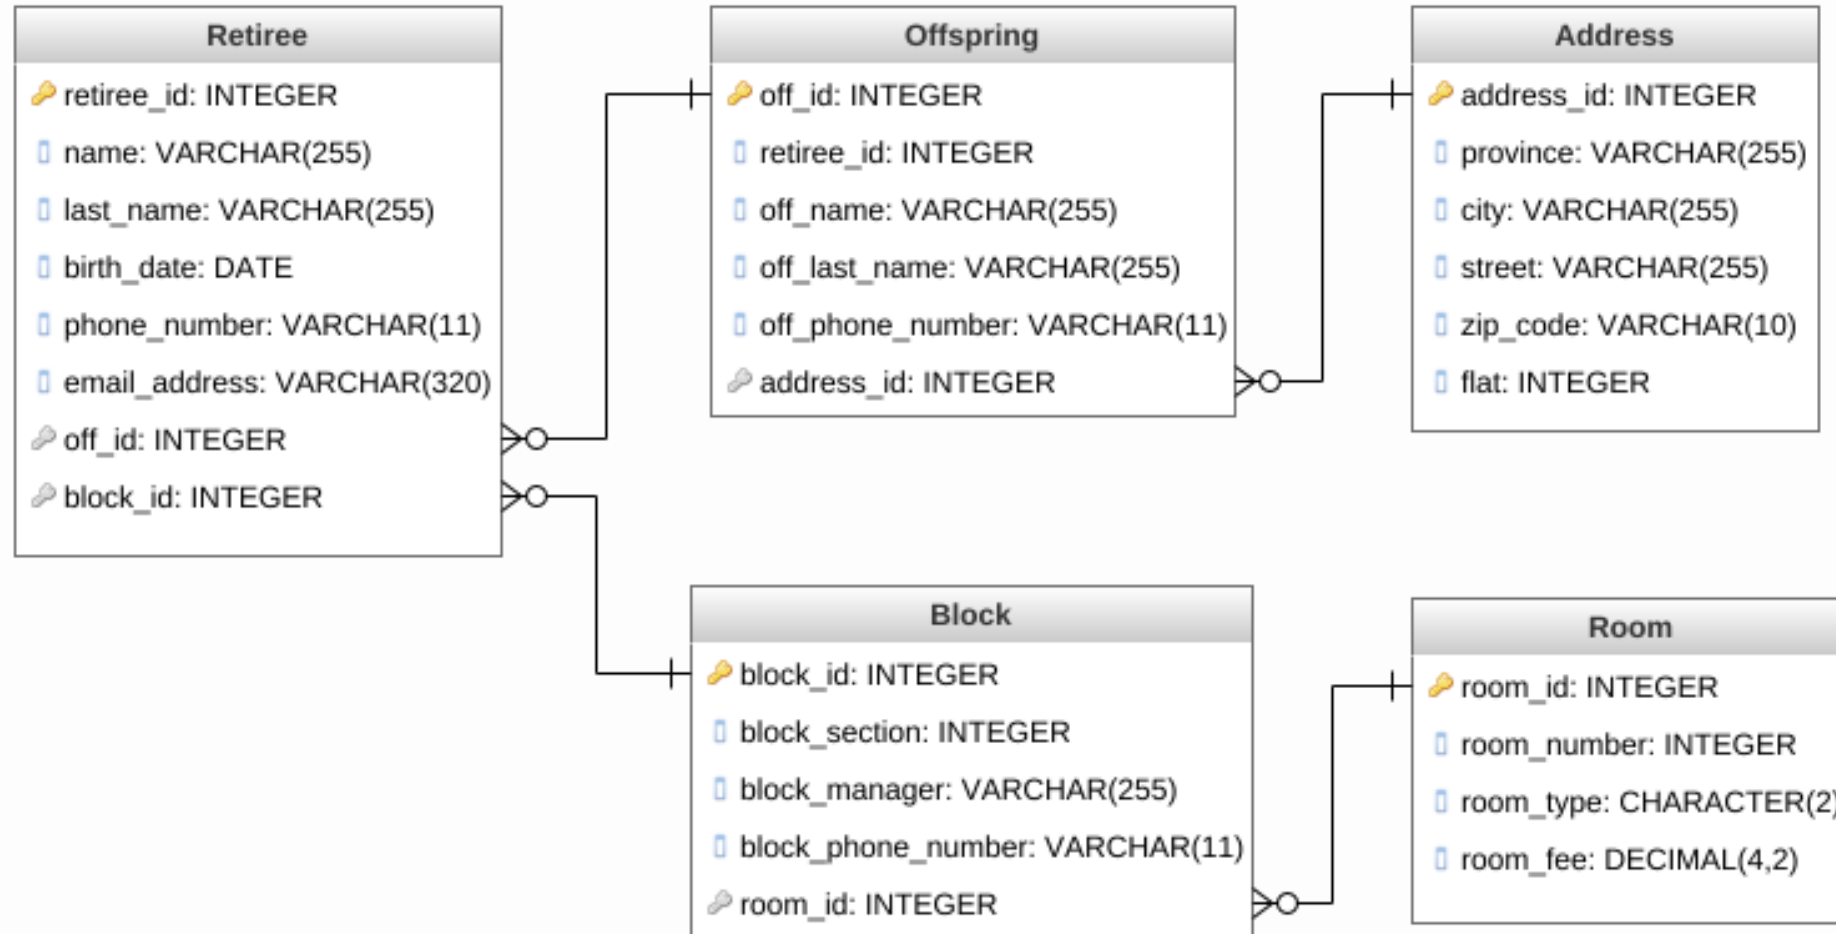 Retiree
retiree_id: INTEGER
name: VARCHAR(255)
last_name: VARCHAR(255)
birth_date: DATE
phone_number: VARCHAR(11)
email_address: VARCHAR(320)
off_id: INTEGER
block_id: INTEGER
Offspring
off_id: INTEGER
retiree_id: INTEGER
off_name: VARCHAR(255)
off_last_name: VARCHAR(255)
off_phone_number: VARCHAR(11)
address_id: INTEGER
Address
address_id: INTEGER
province: VARCHAR(255)
city: VARCHAR(255)
street: VARCHAR(255)
zip_code: VARCHAR(10)
flat: INTEGER
Block
block_id: INTEGER
block_section: INTEGER
block_manager: VARCHAR(255)
block_phone_number: VARCHAR(11)
room_id: INTEGER
Room
room_id: INTEGER
room_number: INTEGER
room_type: CHARACTER(2)
room_fee: DECIMAL(4,2)